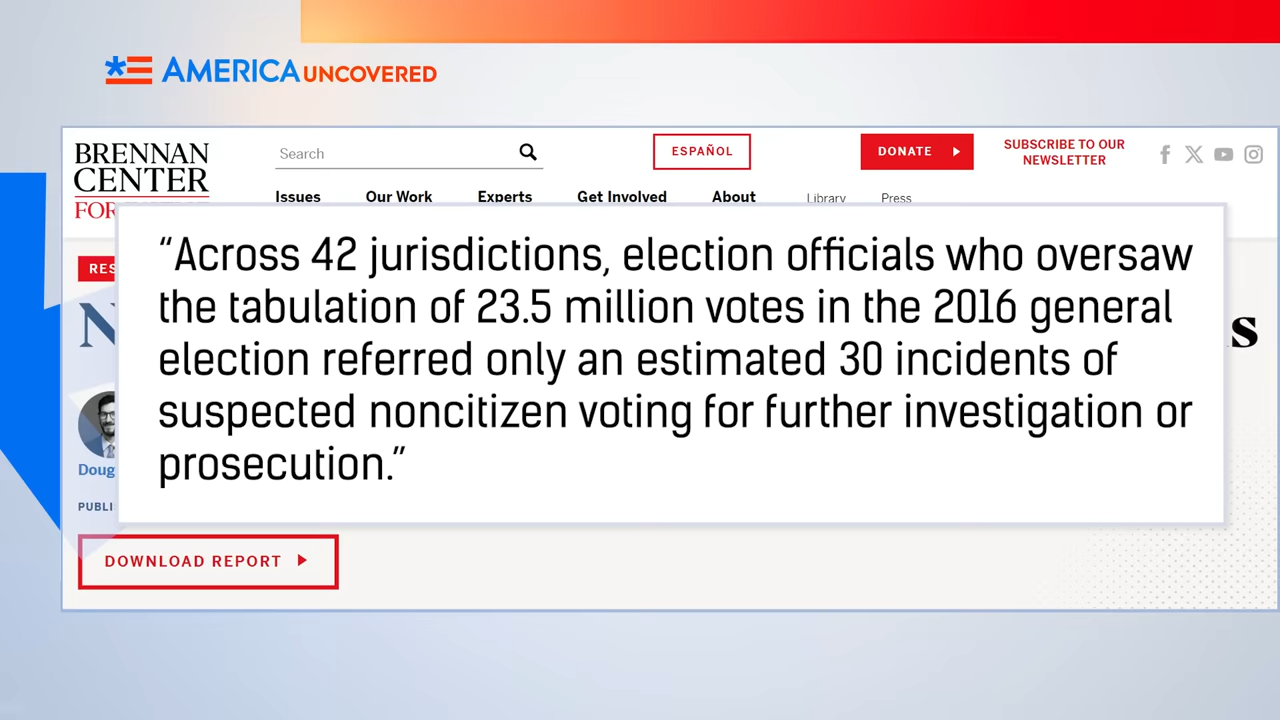 AMERICA UNCOVERED
BRENNAN
CENTER
FOR
Search
ESPAÑOL
DONATE
SUBSCRIBE TO OUR
NEWSLETTER
Issues Our Work Experts Get Involved About Library Press
RES
“Across 42 jurisdictions, election officials who oversaw
the tabulation of 23.5 million votes in the 2016 general
election referred only an estimated 30 incidents of
suspected noncitizen voting for further investigation or
prosecution.”
N
s
Doug
PUBLI
DOWNLOAD REPORT